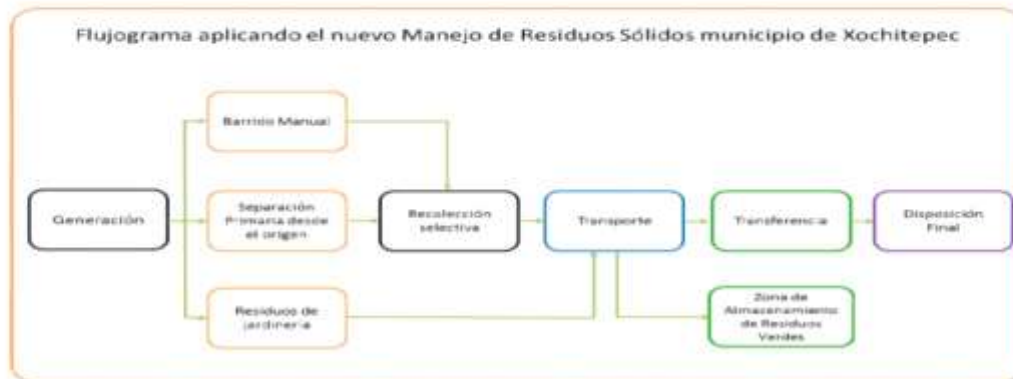 Flujograma aplicando el nuevo Manejo de Residuos Sólidos municipio de Xochitepec
Barrido Manual
Generación
Separación
Primaria desde
el origen
Recolección
selectiva
Transporte
Transferencia
Disposición
Final
Residuos de
jardinería
Zona de
Almacenamiento
de Residuos
Verdes